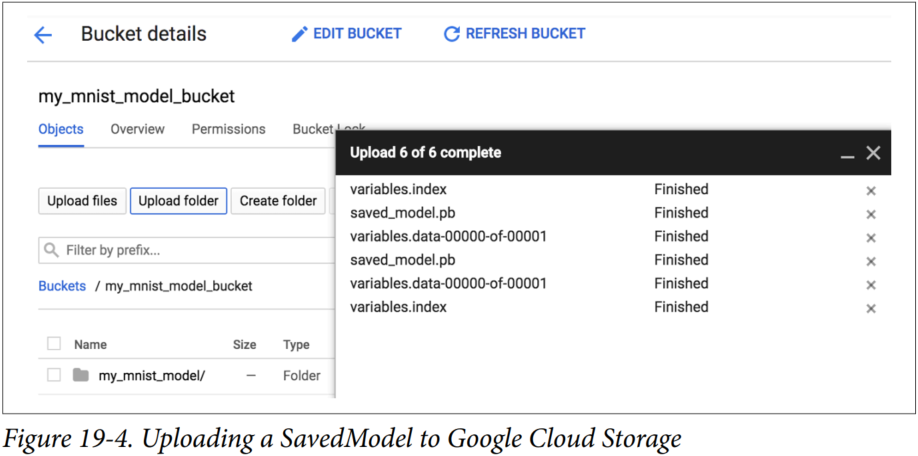 Bucket details
EDIT BUCKET
REFRESH BUCKET
my_mnist_model_bucket
Objects Overview Permissions Bucket Lock
Upload 6 of 6 complete
variables.index Finished
saved_model.pb Finished
variables.data-00000-of-00001 Finished
saved_model.pb Finished
variables.data-00000-of-00001 Finished
variables.index Finished
Upload files Upload folder Create folder
Filter by prefix...
Buckets / my_mnist_model_bucket
Name Size Type
my_mnist_model/ — Folder
Figure 19-4. Uploading a SavedModel to Google Cloud Storage